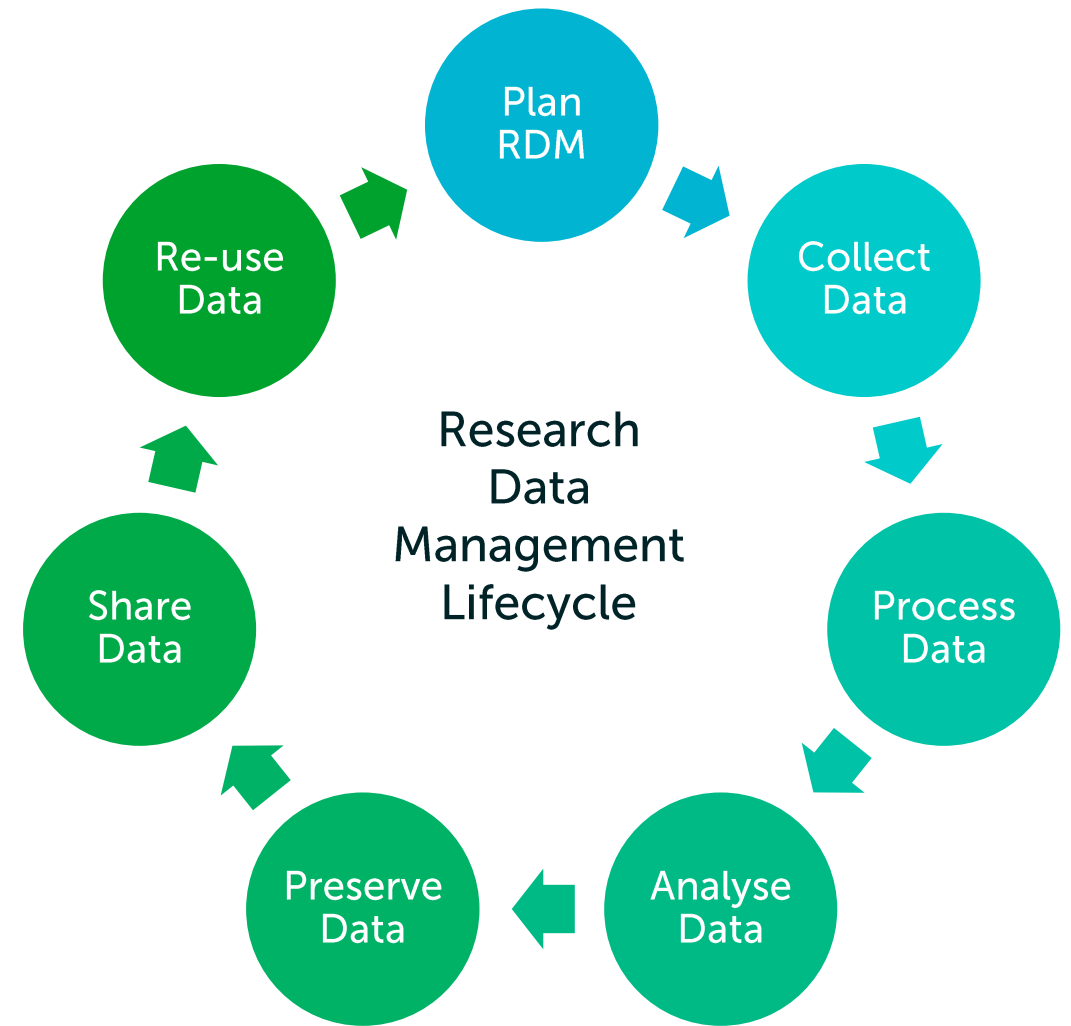 Plan
RDM
Collect
Data
Process
Data
Analyse
Data
Preserve
Data
Share
Data
Re-use
Data
Research
Data
Management
Lifecycle